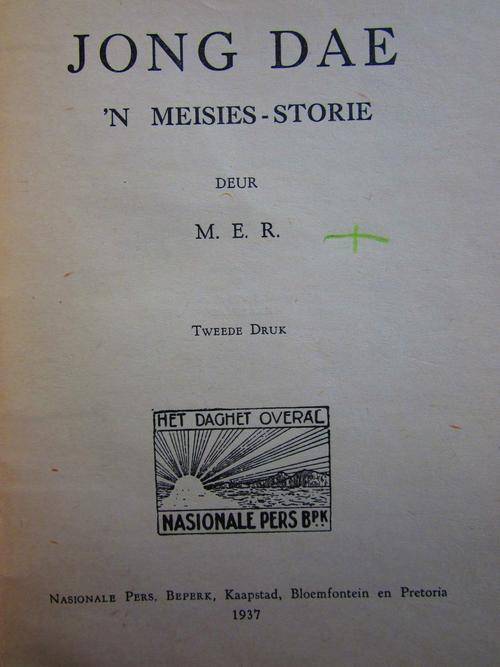 JONG DAE
'N MEISIES-STORIE
DEUR
M. E. R.
TWEEDE DRUK
HET DAGHET OVERAL
NASIONALE PERS BPK
NASIONALE PERS, BEPERK, Kaapstad, Bloemfontein en Pretoria
1937